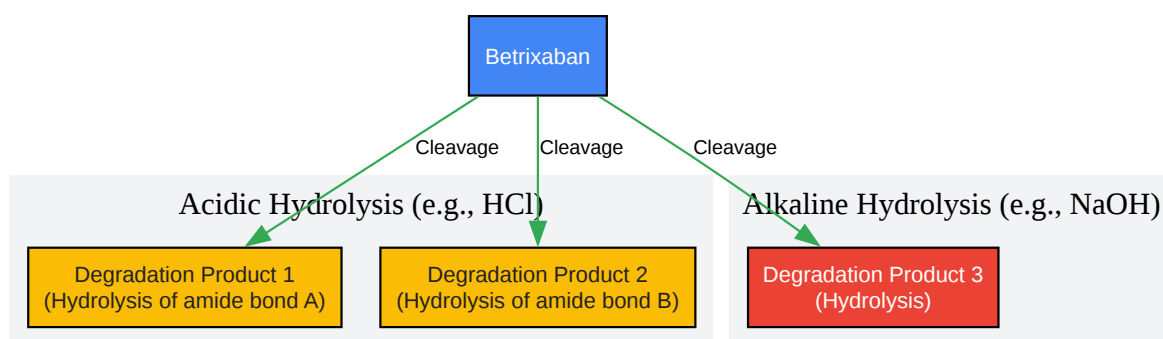 Betrixaban
Cleavage
Cleavage
Cleavage
Acidic Hydrolysis (e.g., HCl)
Alkaline Hydrolysis (e.g., NaOH)
Degradation Product 1
(Hydrolysis of amide bond A)
Degradation Product 2
(Hydrolysis of amide bond B)
Degradation Product 3
(Hydrolysis)